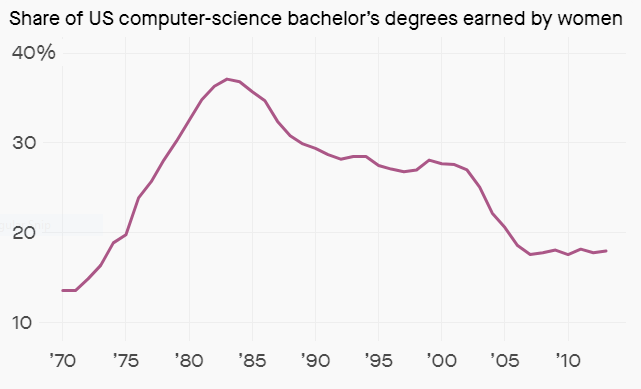 Share of US computer-science bachelor's degrees earned by women
40%
30
20
10
’70 ’75 ’80 ’85 ’90 ’95 ’00 ’05 ’10